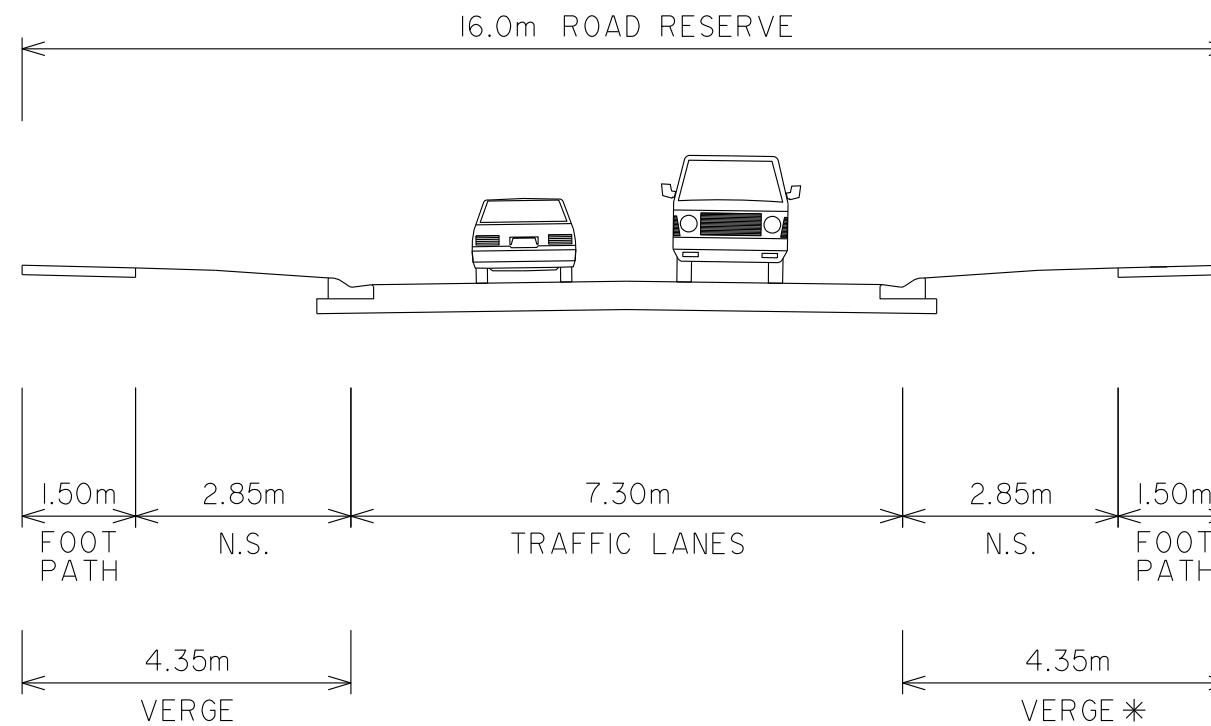 16.0m ROAD RESERVE
1.50m 2.85m 7.30m 2.85m 1.50m
FOOT PATH N.S. TRAFFIC LANES N.S. FOOT PATH
4.35m 4.35m
VERGE VERGE *